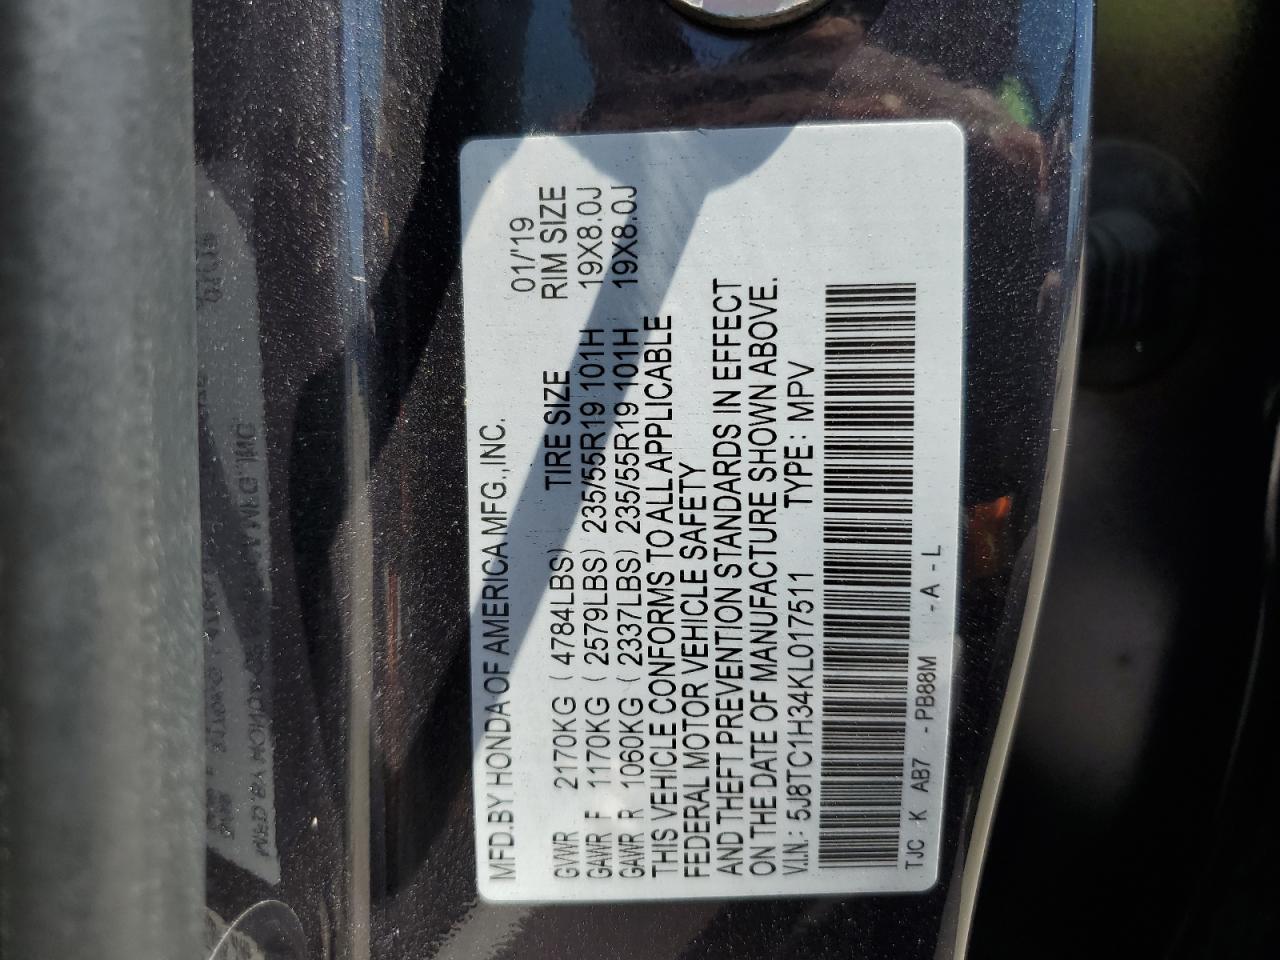 MFD.BY HONDA OF AMERICA MFG.,INC. 01/'19
TIRE SIZE RIM SIZE
GVWR 2170KG ( 4784LBS)
GAWR F 1170KG ( 2579LBS) 235/55R19 101H 19X8.0J
GAWR R 1060KG ( 2337LBS) 235/55R19 101H 19X8.0J
THIS VEHICLE CONFORMS TO ALL APPLICABLE
FEDERAL MOTOR VEHICLE SAFETY
AND THEFT PREVENTION STANDARDS IN EFFECT
ON THE DATE OF MANUFACTURE SHOWN ABOVE.
V.I.N.: 5J8TC1H34KL017511 TYPE: MPV
TJC K AB7 -PB88M -A -L